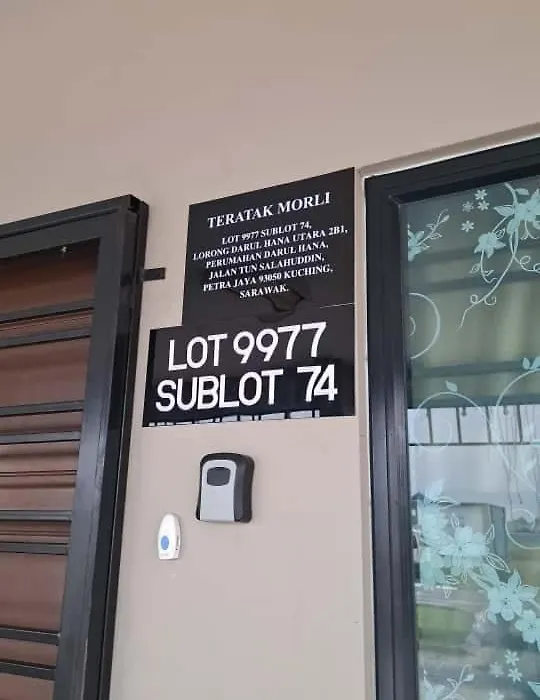 TERATAK MORLI
LOT 9977 SUBLOT 74,
LORONG DARUL HANA UTARA 2B1,
PERUMAHAN DARUL HANA,
JALAN TUN SALAHUDDIN,
PETRA JAYA 93050 KUCHING,
SARAWAK.
LOT 9977
SUBLOT 74